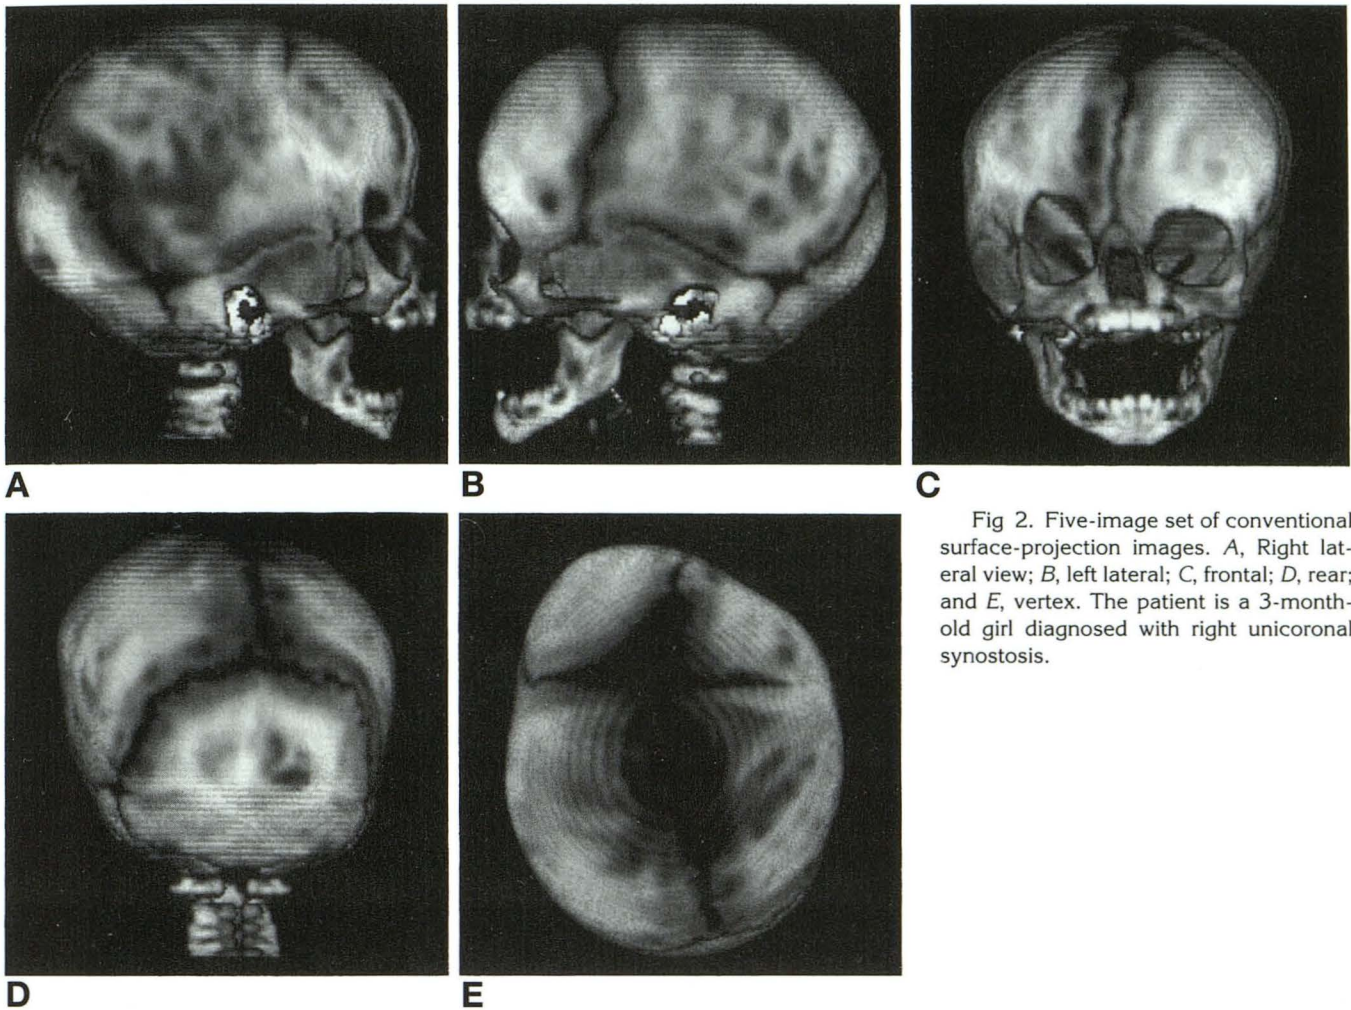 A
B
C
Fig 2. Five-image set of conventional
surface-projection images. A, Right lat-
eral view; B, left lateral; C, frontal; D, rear;
and E, vertex. The patient is a 3-month-
old girl diagnosed with right unicoronal
synostosis.
D
E